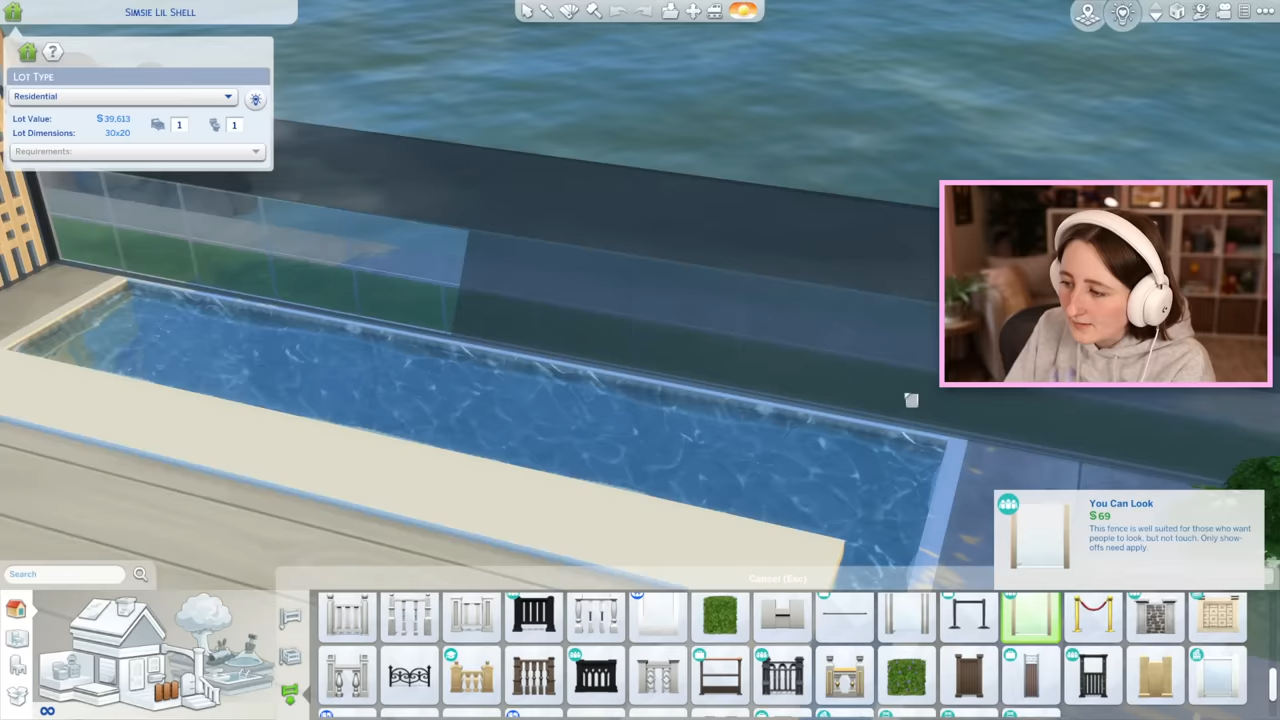 Simsie Lil Shell
Lot Type
Residential
Lot Value: §39,613
1
1
Lot Dimensions: 30x20
Requirements:
You Can Look
§69
This fence is well suited for those who want
people to look, but not touch. Only show-
offs need apply.
Cancel (Esc)
Search